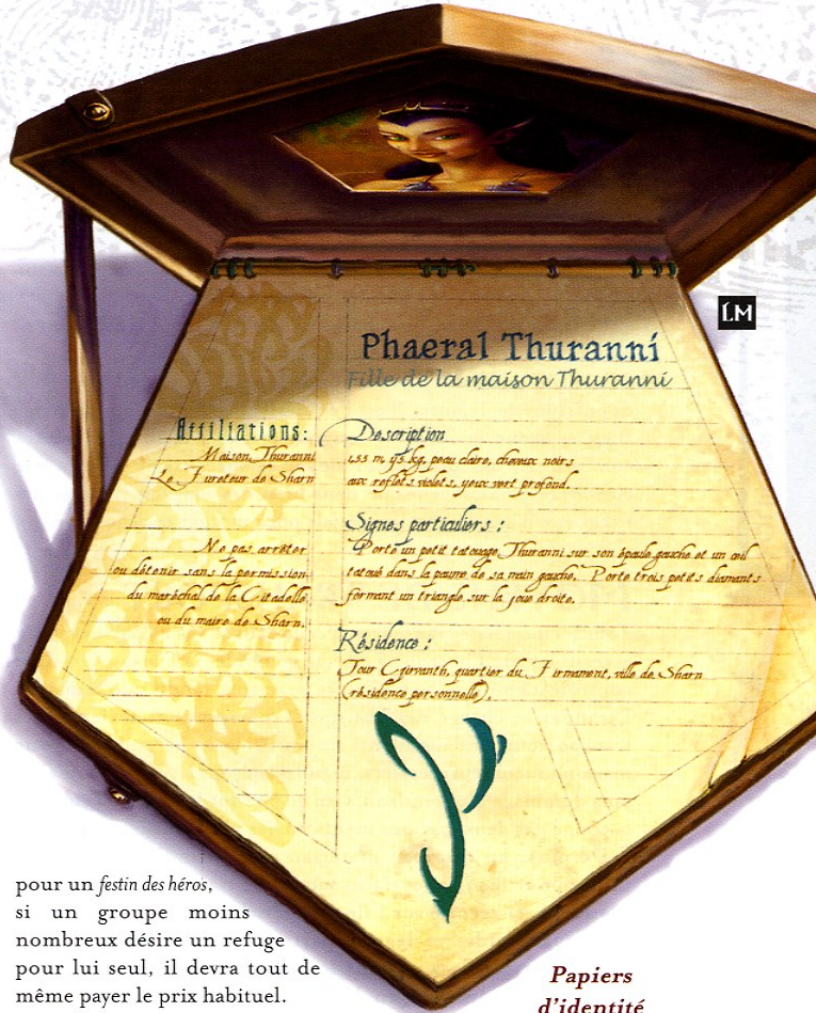 Phaeral Thuranni
Fille de la maison Thuranni
Affiliations:
Maison Thuranni
Le Fureteur de Sharn
Ne pas arrêter
ou détenir sans la permission
du maréchal de la Citadelle
ou du maire de Sharn.
Description
1,55 m, 45 kg, peau claire, cheveux noirs
aux reflets violets, yeux vert profond.
Signes particuliers :
Porte un petit tatouage Thuranni sur son épaule gauche et un œil
tatoué dans la paume de sa main gauche. Porte trois petits diamants
formant un triangle sur la joue droite.
Résidence :
Tour quartier du Firmament, ville de Sharn
(résidence personnelle).
LM
pour un festin des héros,
si un groupe moins
nombreux désire un refuge
pour lui seul, il devra tout de
même payer le prix habituel.
Papiers
d'identité